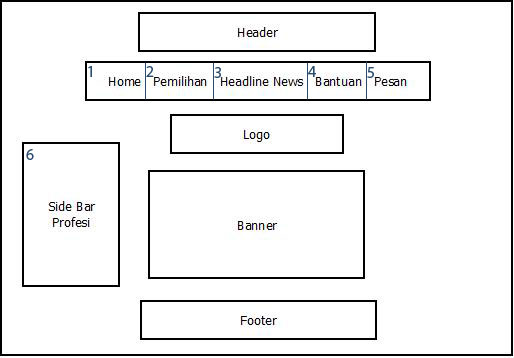 Header
1 Home 2 Pemilihan 3 Headline News 4 Bantuan 5 Pesan
Logo
6
Side Bar
Profesi
Banner
Footer